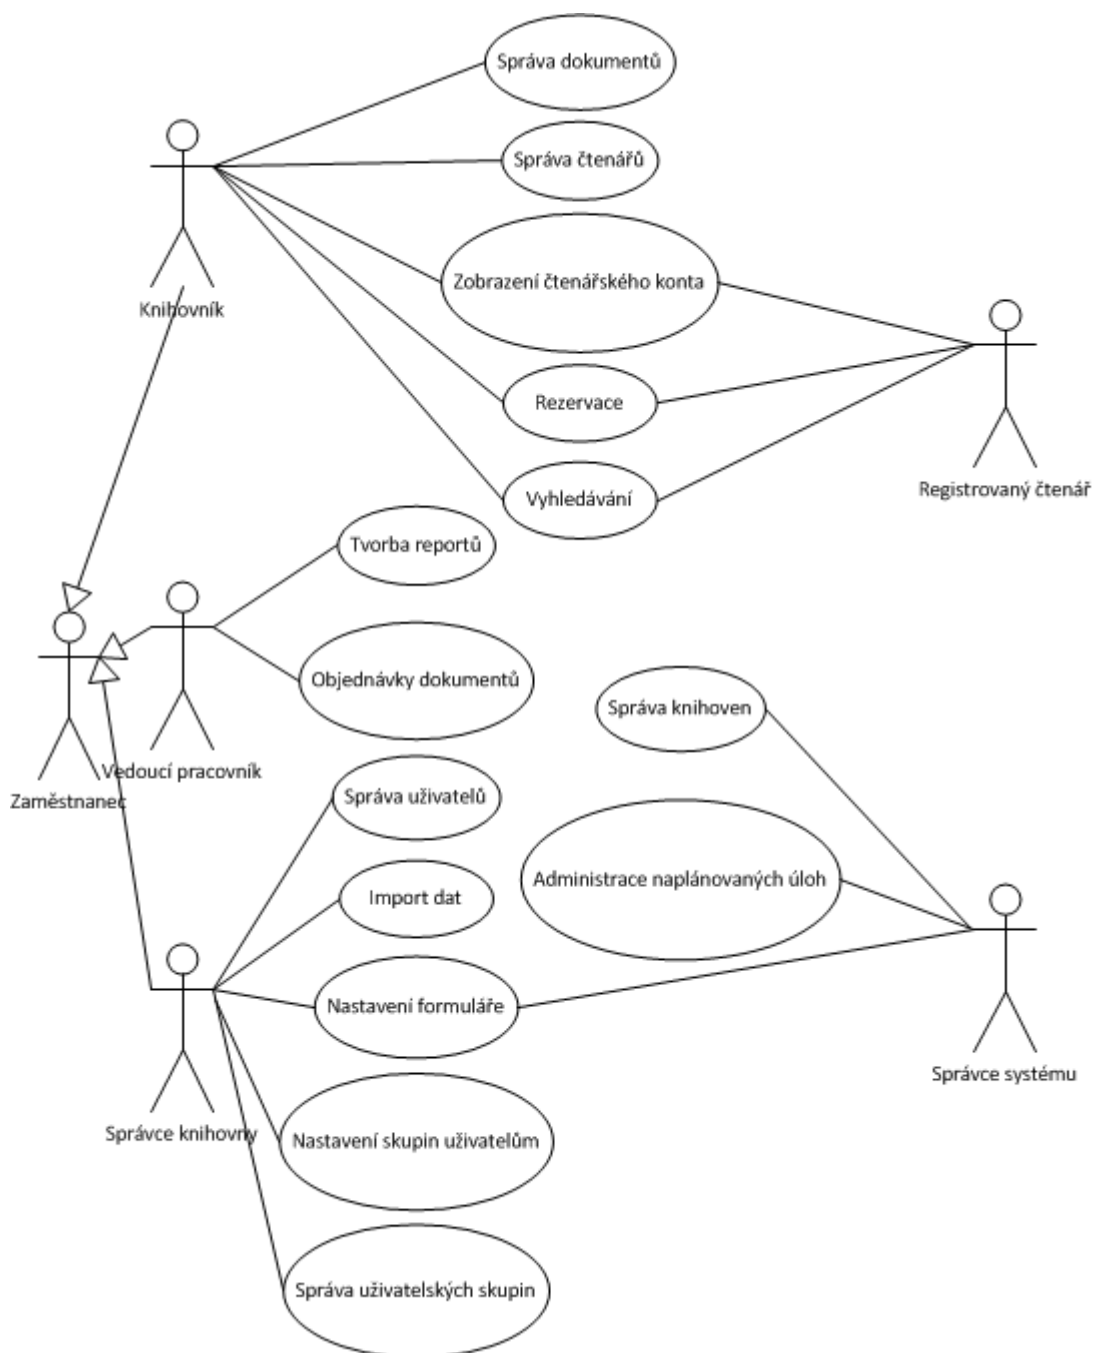 Správa dokumentů
Správa čtenářů
Zobrazení čtenářského konta
Knihovník
Rezervace
Registrovaný čtenář
Vyhledávání
Tvorba reportů
Objednávky dokumentů
Správa knihoven
Vedoucí pracovník
Zaměstnanec
Správa uživatelů
Administrace naplánovaných úloh
Import dat
Nastavení formuláře
Správce systému
Správce knihovny
Nastavení skupin uživatelům
Správa uživatelských skupin